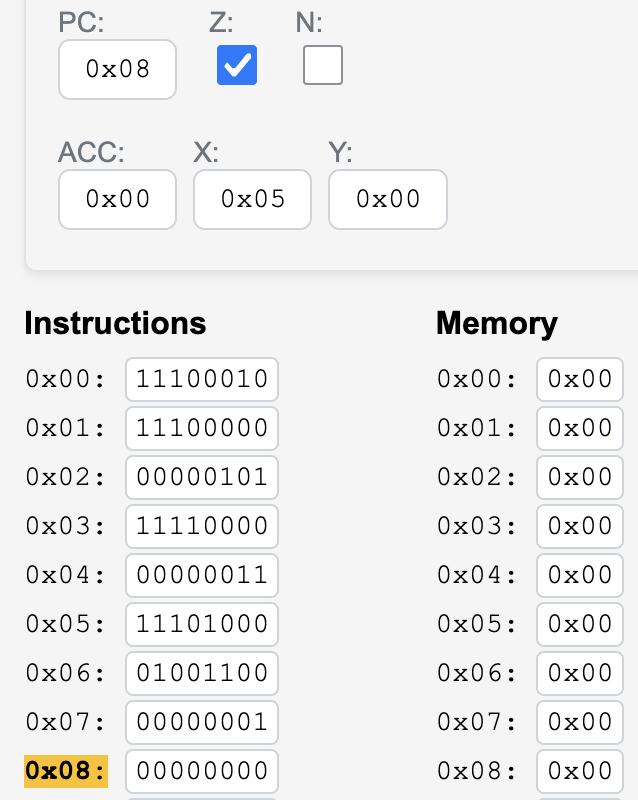 PC: Z: N:
0x08
ACC: X: Y:
0x00 0x05 0x00
Instructions Memory
0x00: 11100010 0x00: 0x00
0x01: 11100000 0x01: 0x00
0x02: 00000101 0x02: 0x00
0x03: 11110000 0x03: 0x00
0x04: 00000011 0x04: 0x00
0x05: 11101000 0x05: 0x00
0x06: 01001100 0x06: 0x00
0x07: 00000001 0x07: 0x00
0x08: 00000000 0x08: 0x00